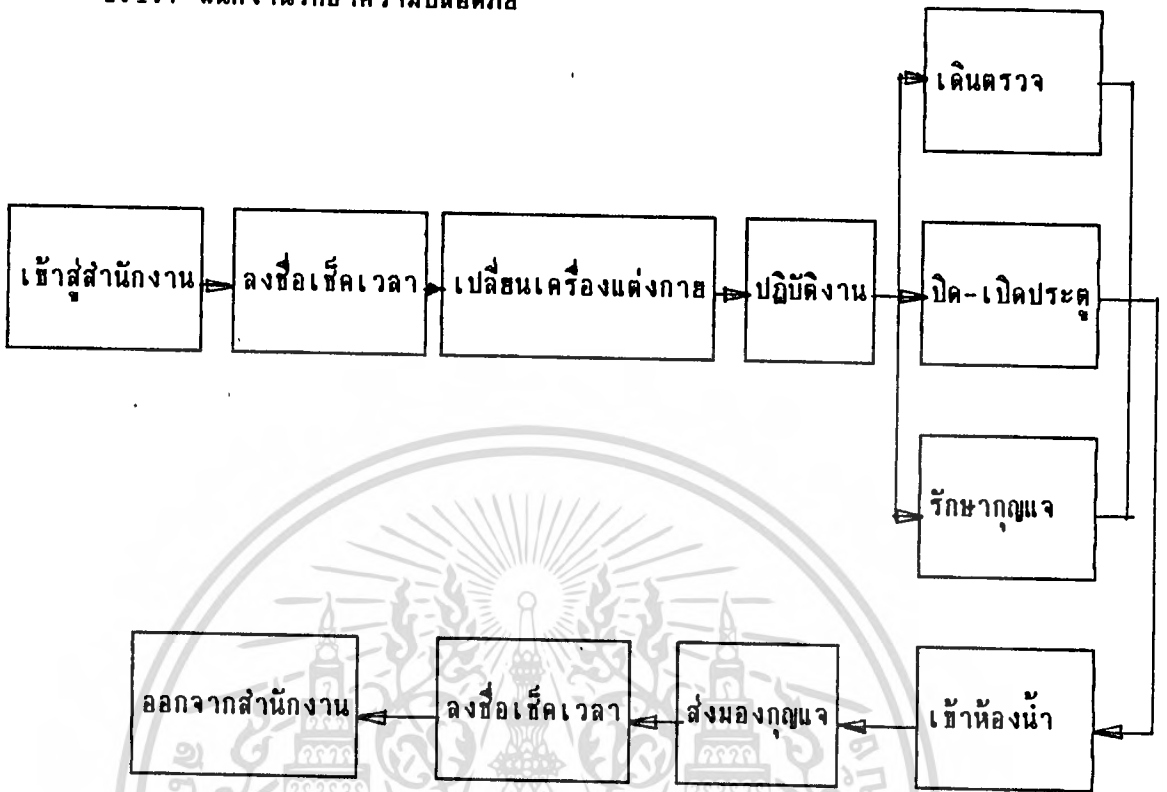 เดินตรวจ
เข้าสู่สำนักงาน
ลงชื่อเช็คเวลา
เปลี่ยนเครื่องแต่งกาย
ปฏิบัติงาน
ปิด-เปิดประตู
รักษากุญแจ
เข้าห้องน้ำ
ส่งมองกุญแจ
ลงชื่อเช็คเวลา
ออกจากสำนักงาน